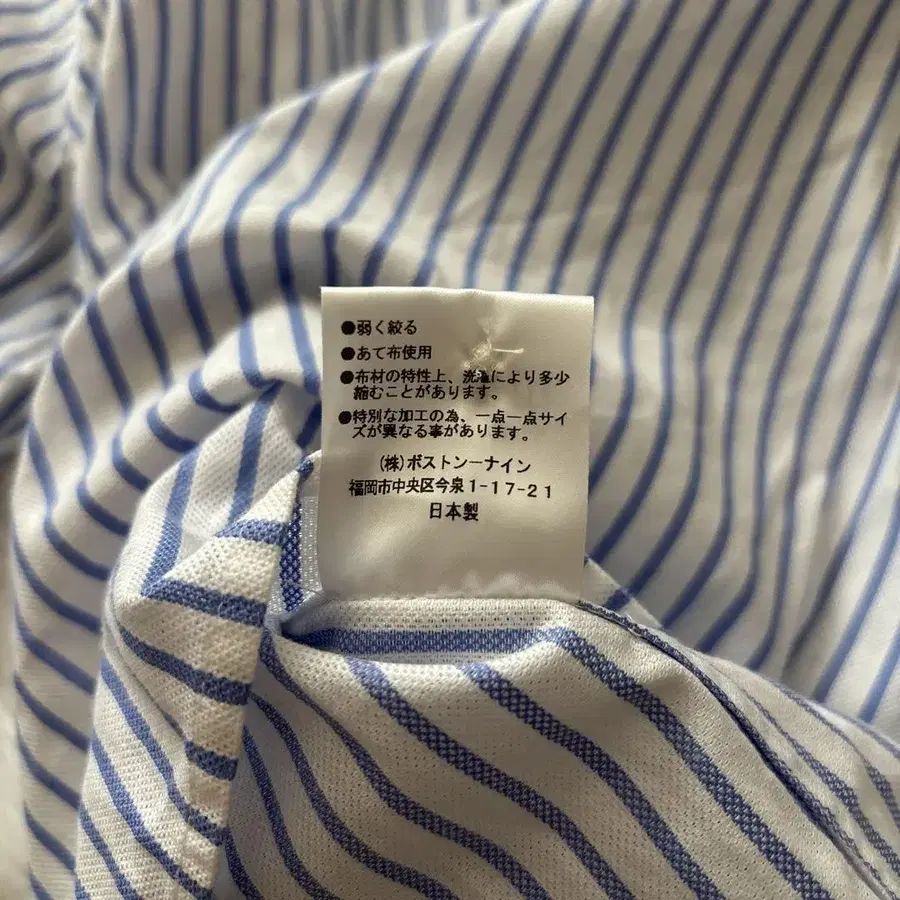 ●弱く絞る
●あて布使用
●布材の特性上、洗濯により多少
縮むことがあります。
●特別な加工の為、一点一点サイ
ズが異なる事があります。
(株)ボストンーナイン
福岡市中央区今泉1-17-21
日本製